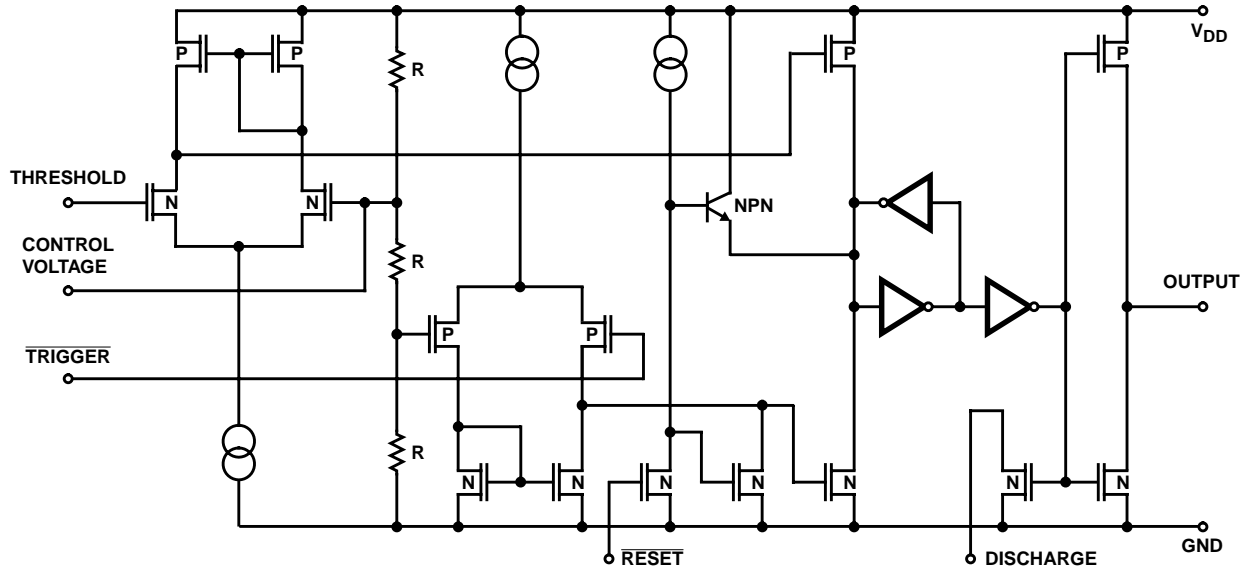 V_DD
P
P
R
P
P
THRESHOLD
N
N
NPN
CONTROL
VOLTAGE
R
OUTPUT
P
P
TRIGGER
R
N
N
N
N
N
N
N
GND
RESET
DISCHARGE